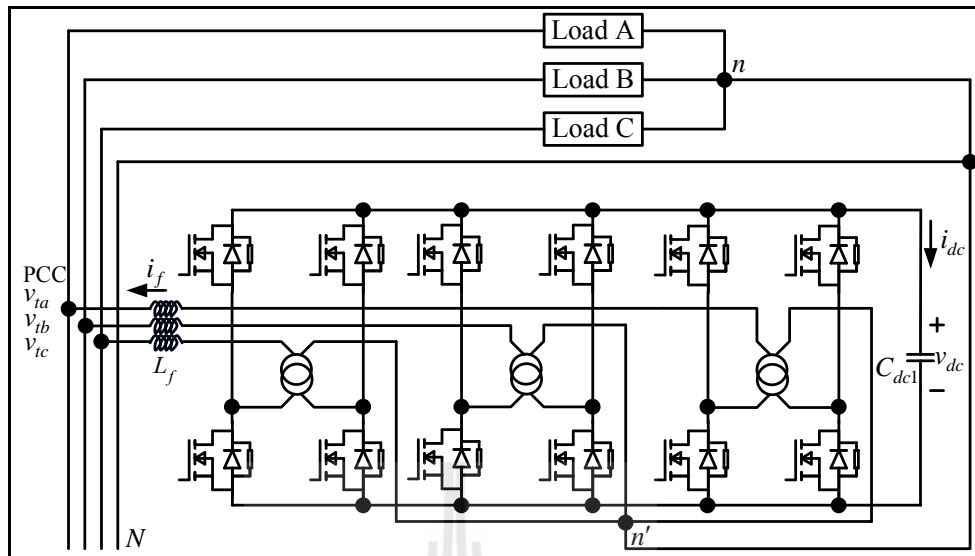 Load A
n
Load B
Load C
i_dc
PCC
i_f
v_ta
v_tb
v_tc
L_f
+
C_dc1
v_dc
−
N
n′